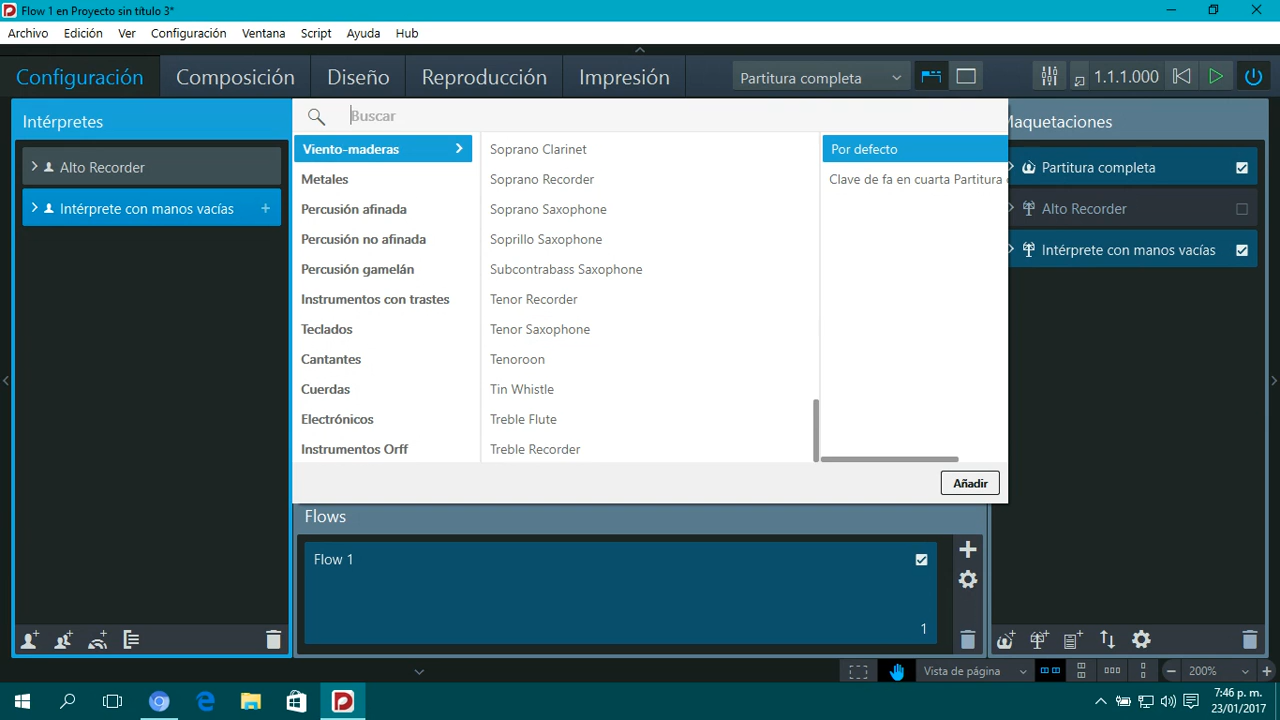 Flow 1 en Proyecto sin título 3*
Archivo Edición Ver Configuración Ventana Script Ayuda Hub
Configuración Composición Diseño Reproducción Impresión Partitura completa 1.1.1.000
Intérpretes
Alto Recorder
Intérprete con manos vacías
Buscar
Viento-maderas
Metales
Percusión afinada
Percusión no afinada
Percusión gamelán
Instrumentos con trastes
Teclados
Cantantes
Cuerdas
Electrónicos
Instrumentos Orff
Soprano Clarinet
Soprano Recorder
Soprano Saxophone
Soprillo Saxophone
Subcontrabass Saxophone
Tenor Recorder
Tenor Saxophone
Tenoroon
Tin Whistle
Treble Flute
Treble Recorder
Por defecto
Clave de fa en cuarta Partitura
Añadir
Maquetaciones
Partitura completa
Alto Recorder
Intérprete con manos vacías
Flows
Flow 1
1
Vista de página 200%
7:46 p. m.
23/01/2017